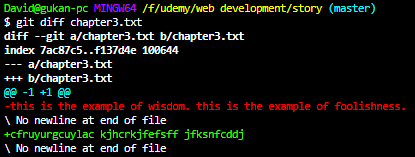 David@gukan-pc MINGW64 /f/udemy/web development/story (master)
$ git diff chapter3.txt
diff --git a/chapter3.txt b/chapter3.txt
index 7ac87c5..f137d4e 100644
--- a/chapter3.txt
+++ b/chapter3.txt
@@ -1 +1 @@
-this is the example of wisdom. this is the example of foolishness.
\ No newline at end of file
+cfruyurgcuylac kjhcrkjfefsff jfksnfcddj
\ No newline at end of file